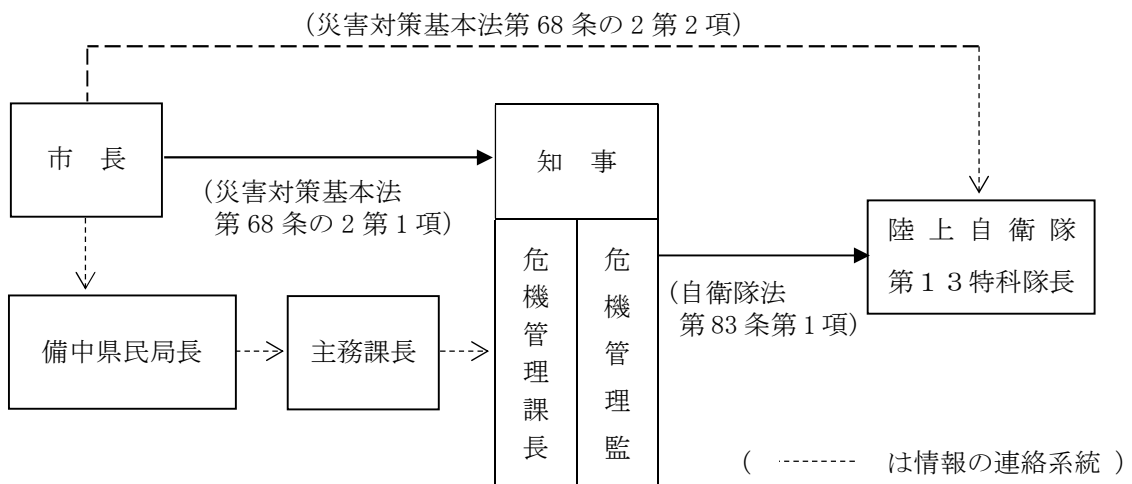 (災害対策基本法第 68 条の 2 第 2 項)
市　長
知　事
(災害対策基本法
第 68 条の 2 第 1 項)
陸上自衛隊
第１３特科隊長
危機管理課長
危機管理監
(自衛隊法
第 83 条第 1 項)
備中県民局長
主務課長
( は情報の連絡系統 )